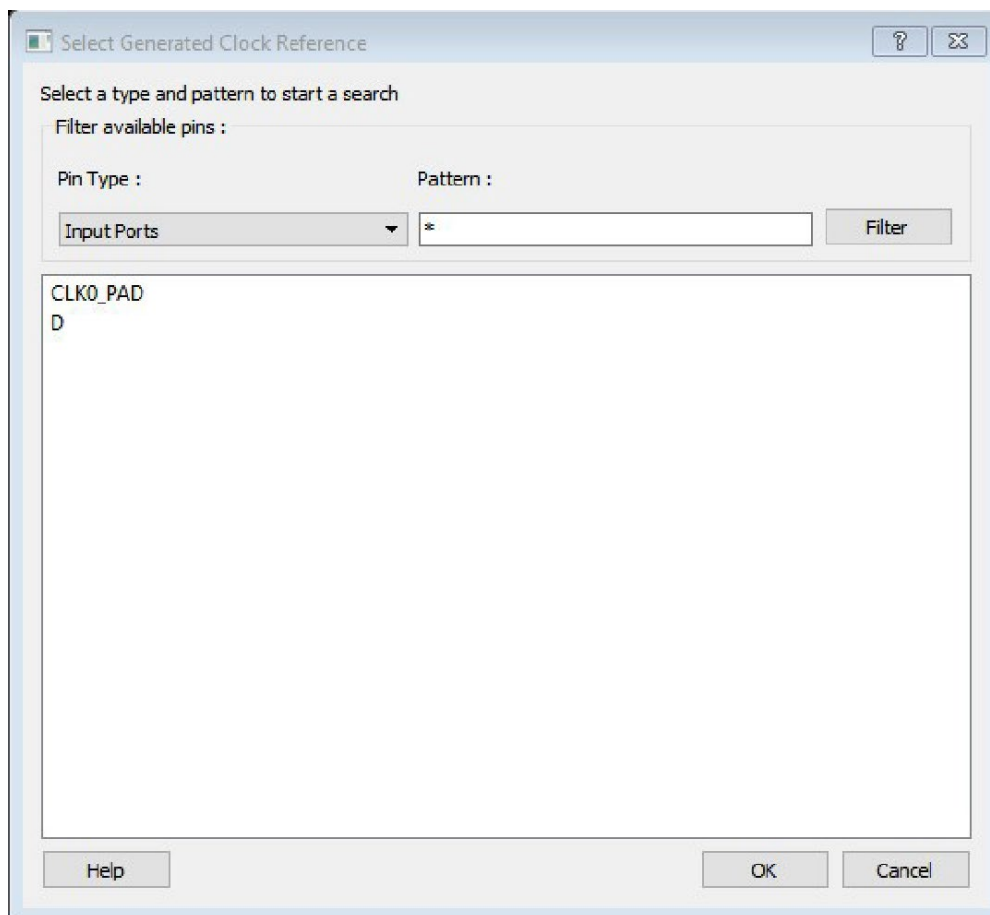 Select Generated Clock Reference
Select a type and pattern to start a search
Filter available pins :
Pin Type : Pattern :
Input Ports * Filter
CLK0_PAD
D
Help OK Cancel